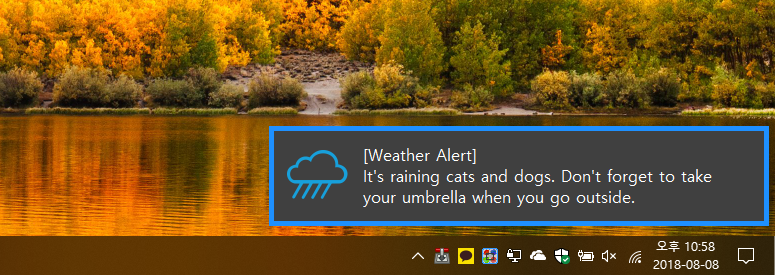 [Weather Alert]
It's raining cats and dogs. Don't forget to take
your umbrella when you go outside.
오후 10:58
2018-08-08